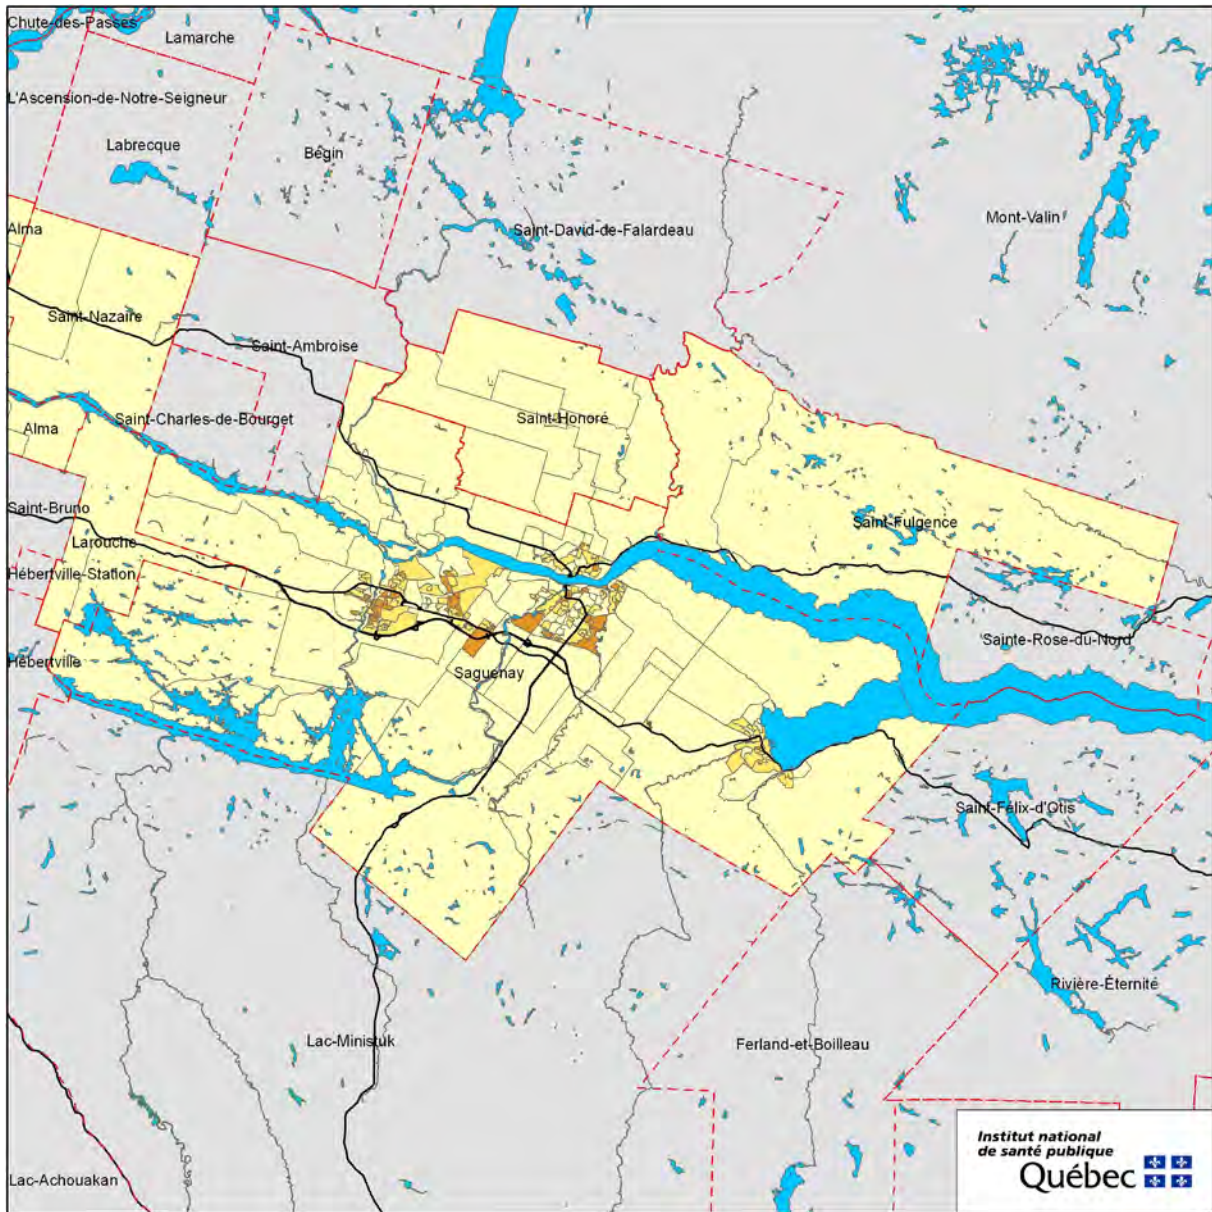 Chute-des-Passes
Lamarche
L'Ascension-de-Notre-Seigneur
Labrecque
Bégin
Mont-Valin
Alma
Saint-David-de-Falardeau
Saint-Nazaire
Saint-Ambroise
Saint-Charles-de-Bourget
Saint-Honoré
Alma
Saint-Bruno
Saint-Fulgence
Larouche
Hébertville-Station
Sainte-Rose-du-Nord
Hébertville
Saguenay
Saint-Félix-d'Otis
Rivière-Éternité
Lac-Ministuk
Ferland-et-Boilleau
Lac-Achouakan
Institut national
de santé publique
Québec